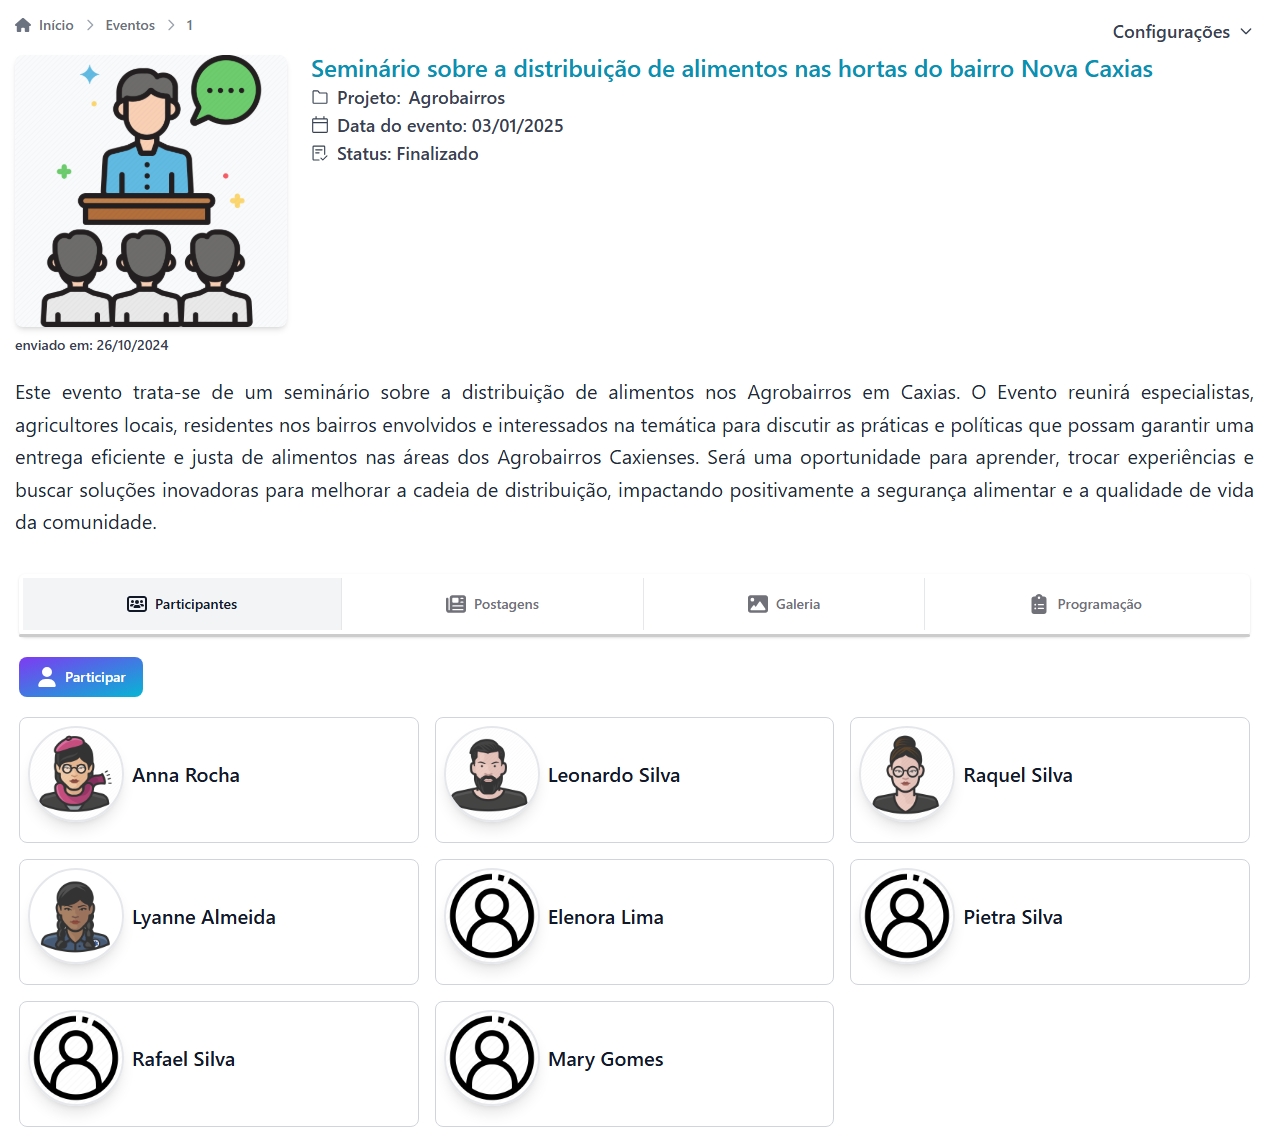 Início > Eventos > 1
Configurações
Seminário sobre a distribuição de alimentos nas hortas do bairro Nova Caxias
Projeto: Agrobairros
Data do evento: 03/01/2025
Status: Finalizado
enviado em: 26/10/2024
Este evento trata-se de um seminário sobre a distribuição de alimentos nos Agrobairros em Caxias. O Evento reunirá especialistas,
agricultores locais, residentes nos bairros envolvidos e interessados na temática para discutir as práticas e políticas que possam garantir uma
entrega eficiente e justa de alimentos nas áreas dos Agrobairros Caxienses. Será uma oportunidade para aprender, trocar experiências e
buscar soluções inovadoras para melhorar a cadeia de distribuição, impactando positivamente a segurança alimentar e a qualidade de vida
da comunidade.
Participantes Postagens Galeria Programação
Participar
Anna Rocha Leonardo Silva Raquel Silva
Lyanne Almeida Elenora Lima Pietra Silva
Rafael Silva Mary Gomes